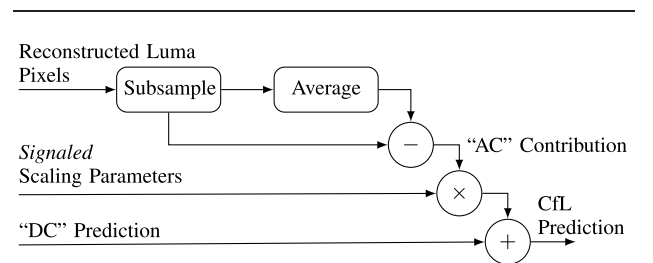 Reconstructed Luma
Pixels
Subsample
Average
−
Signaled
Scaling Parameters
“AC” Contribution
×
CfL
Prediction
“DC” Prediction
+